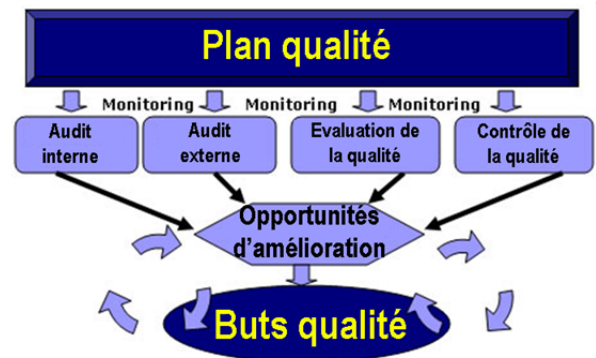 Plan qualité
Monitoring Monitoring Monitoring
Audit interne
Audit externe
Evaluation de la qualité
Contrôle de la qualité
Opportunités
d'amélioration
Buts qualité